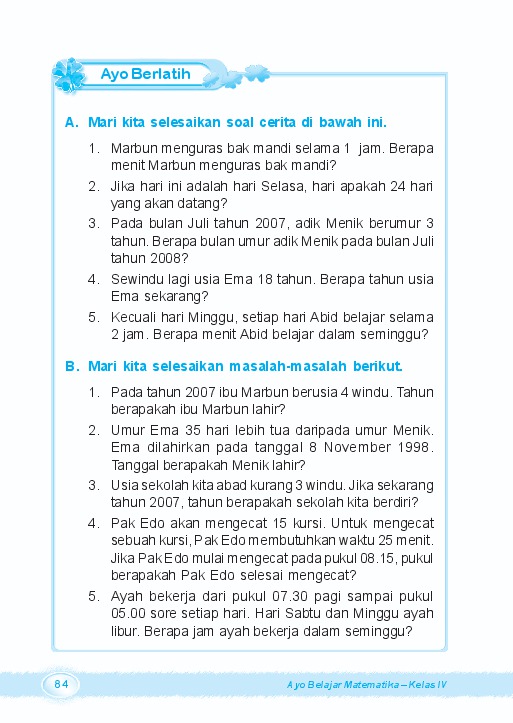 Ayo Berlatih
A. Mari kita selesaikan soal cerita di bawah ini.
1. Marbun menguras bak mandi selama 1 jam. Berapa
menit Marbun menguras bak mandi?
2. Jika hari ini adalah hari Selasa, hari apakah 24 hari
yang akan datang?
3. Pada bulan Juli tahun 2007, adik Menik berumur 3
tahun. Berapa bulan umur adik Menik pada bulan Juli
tahun 2008?
4. Sewindu lagi usia Ema 18 tahun. Berapa tahun usia
Ema sekarang?
5. Kecuali hari Minggu, setiap hari Abid belajar selama
2 jam. Berapa menit Abid belajar dalam seminggu?
B. Mari kita selesaikan masalah-masalah berikut.
1. Pada tahun 2007 ibu Marbun berusia 4 windu. Tahun
berapakah ibu Marbun lahir?
2. Umur Ema 35 hari lebih tua daripada umur Menik.
Ema dilahirkan pada tanggal 8 November 1998.
Tanggal berapakah Menik lahir?
3. Usia sekolah kita abad kurang 3 windu. Jika sekarang
tahun 2007, tahun berapakah sekolah kita berdiri?
4. Pak Edo akan mengecat 15 kursi. Untuk mengecat
sebuah kursi, Pak Edo membutuhkan waktu 25 menit.
Jika Pak Edo mulai mengecat pada pukul 08.15, pukul
berapakah Pak Edo selesai mengecat?
5. Ayah bekerja dari pukul 07.30 pagi sampai pukul
05.00 sore setiap hari. Hari Sabtu dan Minggu ayah
libur. Berapa jam ayah bekerja dalam seminggu?
84
Ayo Belajar Matematika – Kelas IV